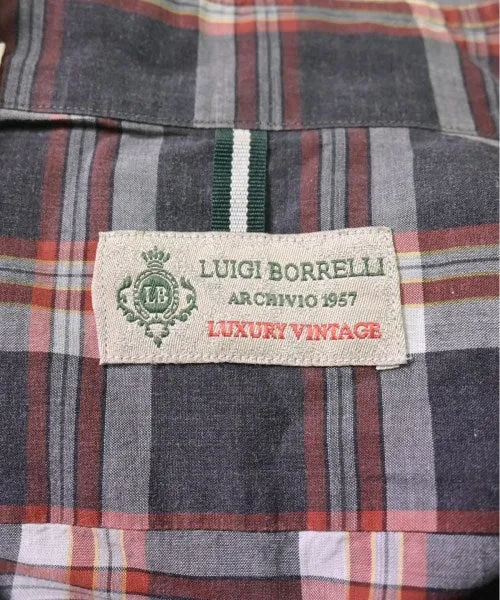 LB
LUIGI BORRELLI
ARCHIVIO 1957
LUXURY VINTAGE